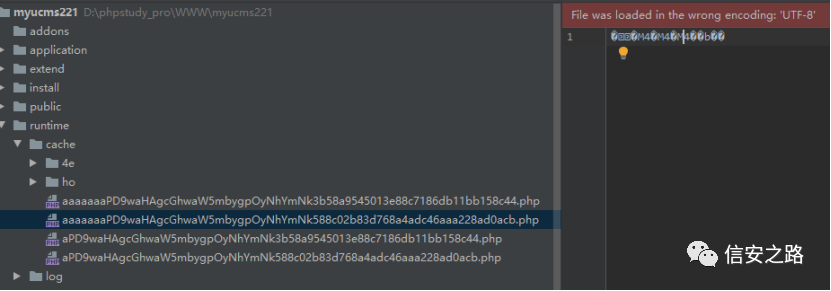 myucms221 D:\phpstudy_pro\WWW\myucms221
addons
application
extend
install
public
runtime
cache
4e
ho
aaaaaaaPD9waHAgcGhwaW5mbygpOyNhYmNk3b58a9545013e88c7186db11bb158c44.php
aaaaaaaPD9waHAgcGhwaW5mbygpOyNhYmNk588c02b83d768a4adc46aaa228ad0acb.php
aPD9waHAgcGhwaW5mbygpOyNhYmNk3b58a9545013e88c7186db11bb158c44.php
aPD9waHAgcGhwaW5mbygpOyNhYmNk588c02b83d768a4adc46aaa228ad0acb.php
log
File was loaded in the wrong encoding: 'UTF-8'
1
信安之路